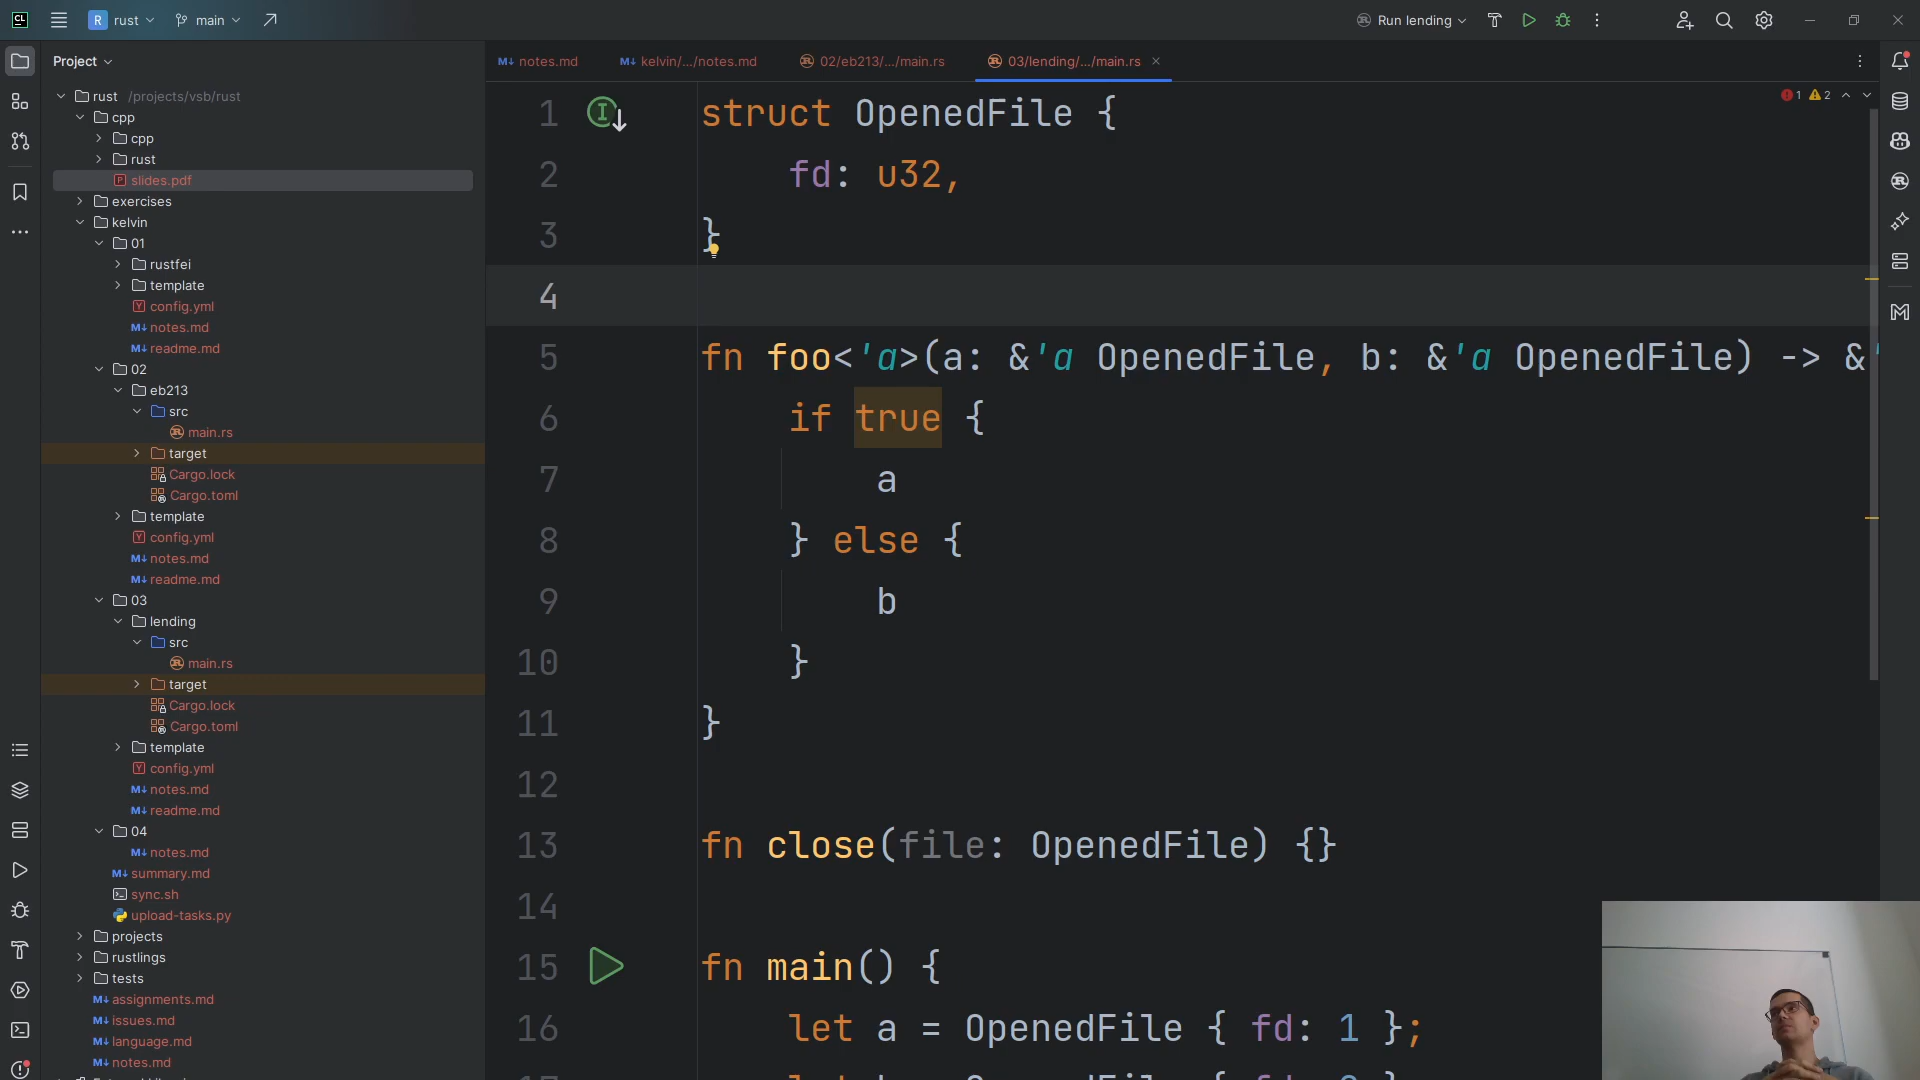 CL
R rust
main
Run lending
Project
notes.md
kelvin/.../notes.md
02/eb213/.../main.rs
03/lending/.../main.rs
rust /projects/vsb/rust
cpp
cpp
rust
slides.pdf
exercises
kelvin
01
rustfei
template
config.yml
notes.md
readme.md
02
eb213
src
main.rs
target
Cargo.lock
Cargo.toml
template
config.yml
notes.md
readme.md
03
lending
src
main.rs
target
Cargo.lock
Cargo.toml
template
config.yml
notes.md
readme.md
04
notes.md
summary.md
sync.sh
upload-tasks.py
projects
rustlings
tests
assignments.md
issues.md
language.md
notes.md
1 2
1 struct OpenedFile {
2 fd: u32,
3 }
4
5 fn foo<'a>(a: &'a OpenedFile, b: &'a OpenedFile) -> &'
6 if true {
7 a
8 } else {
9 b
10 }
11 }
12
13 fn close(file: OpenedFile) {}
14
15 fn main() {
16 let a = OpenedFile { fd: 1 };